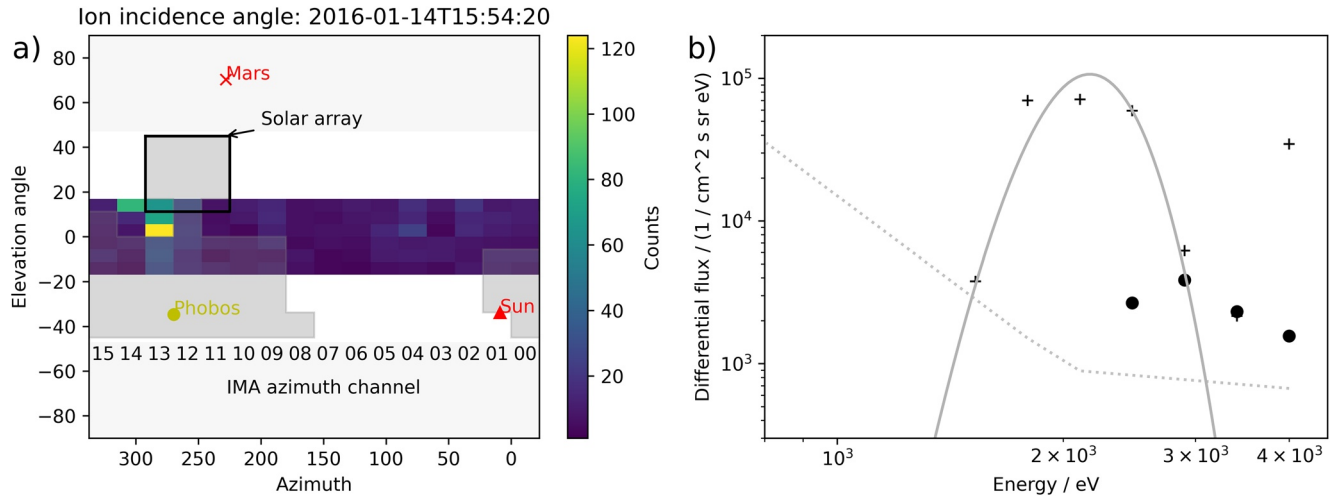 Ion incidence angle: 2016-01-14T15:54:20
a)
80
60
40
20
0
−20
−40
−60
−80
Elevation angle
Mars
Solar array
Phobos
Sun
15 14 13 12 11 10 09 08 07 06 05 04 03 02 01 00
IMA azimuth channel
300 250 200 150 100 50 0
Azimuth
120
100
80
60
40
20
Counts
b)
10^5
10^4
10^3
Differential flux / (1 / cm^2 s sr eV)
10^3 2 × 10^3 3 × 10^3 4 × 10^3
Energy / eV